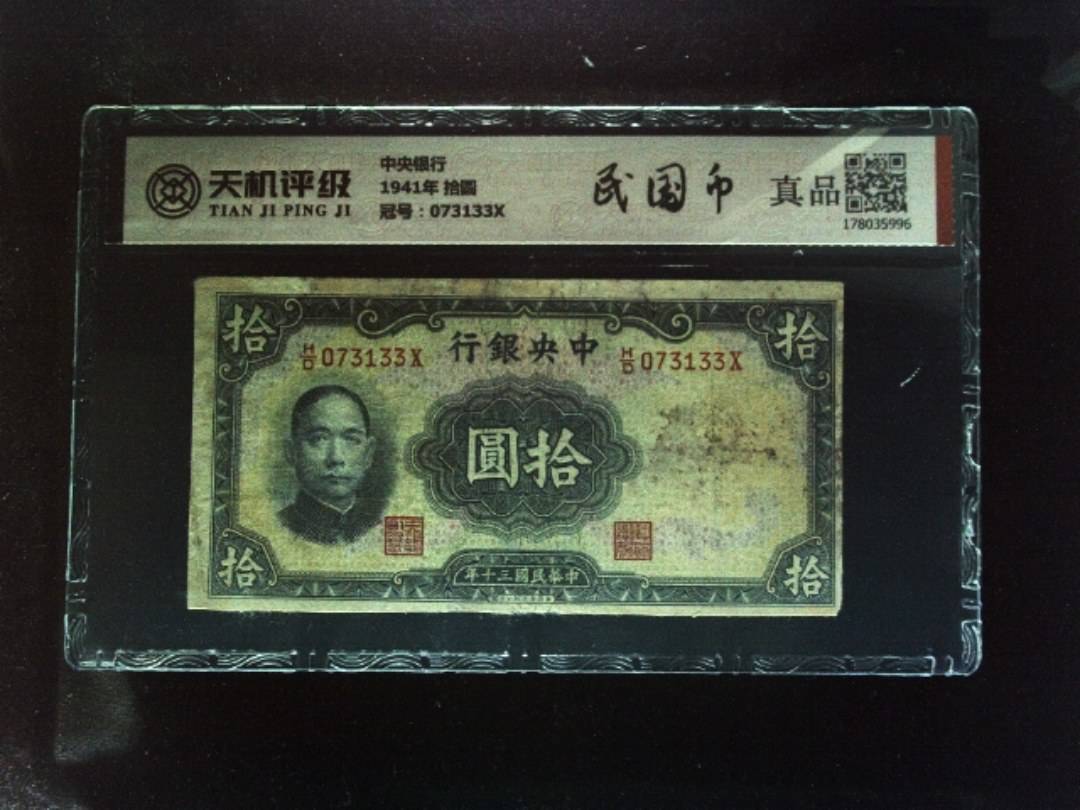 天机评级
TIAN JI PING JI
中央银行
1941年 拾圆
冠号：073133X
民国币
真品
178035996
拾
拾
H/D 073133X
行銀央中
H/D 073133X
圓拾
拾
年十三國民華中
拾